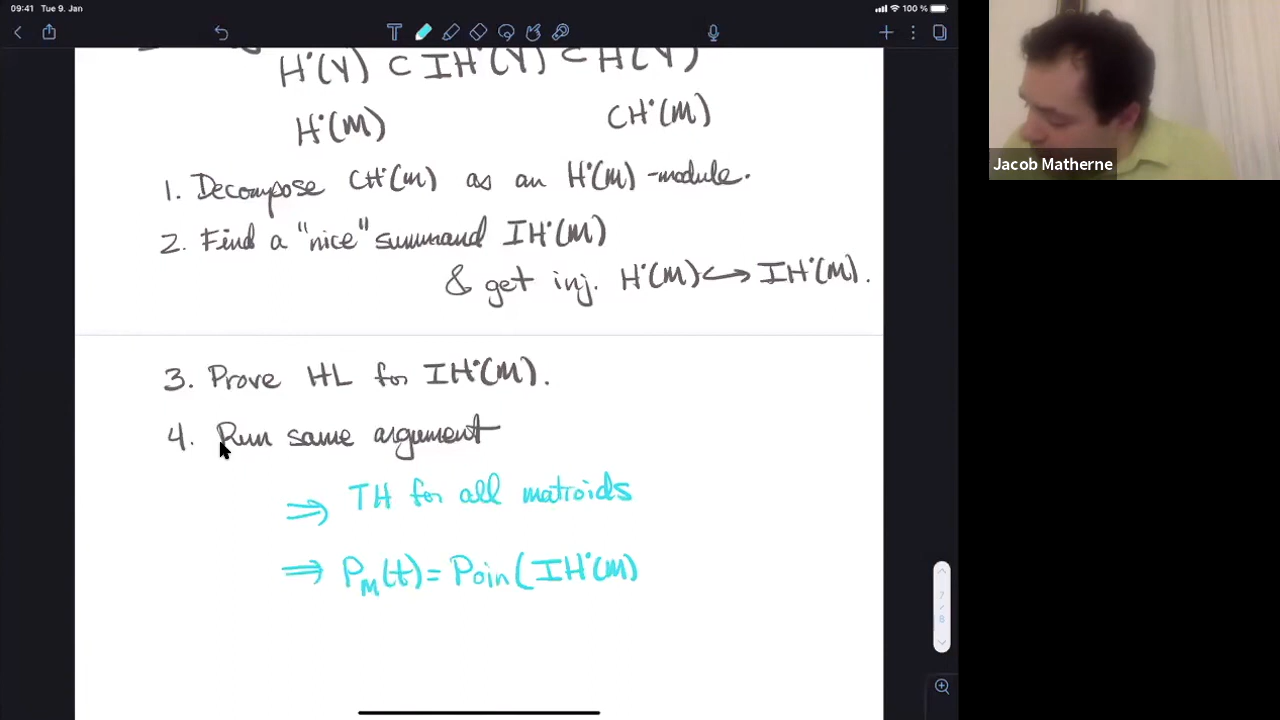 09:41 Tue 9. Jan
100 %
H˙(Y) ⊂ IH˙(Y) ⊂ H(Y)
H˙(M) CH˙(M)
1. Decompose CH˙(M) as an H˙(M)-module.
2. Find a "nice" summand IH˙(M)
& get inj. H˙(M) ↪ IH˙(M).
3. Prove HL for IH˙(M).
4. Run same argument
⇒ TH for all matroids
⇒ P_M(t) = Poin(IH˙(M)
7 / 8
Jacob Matherne